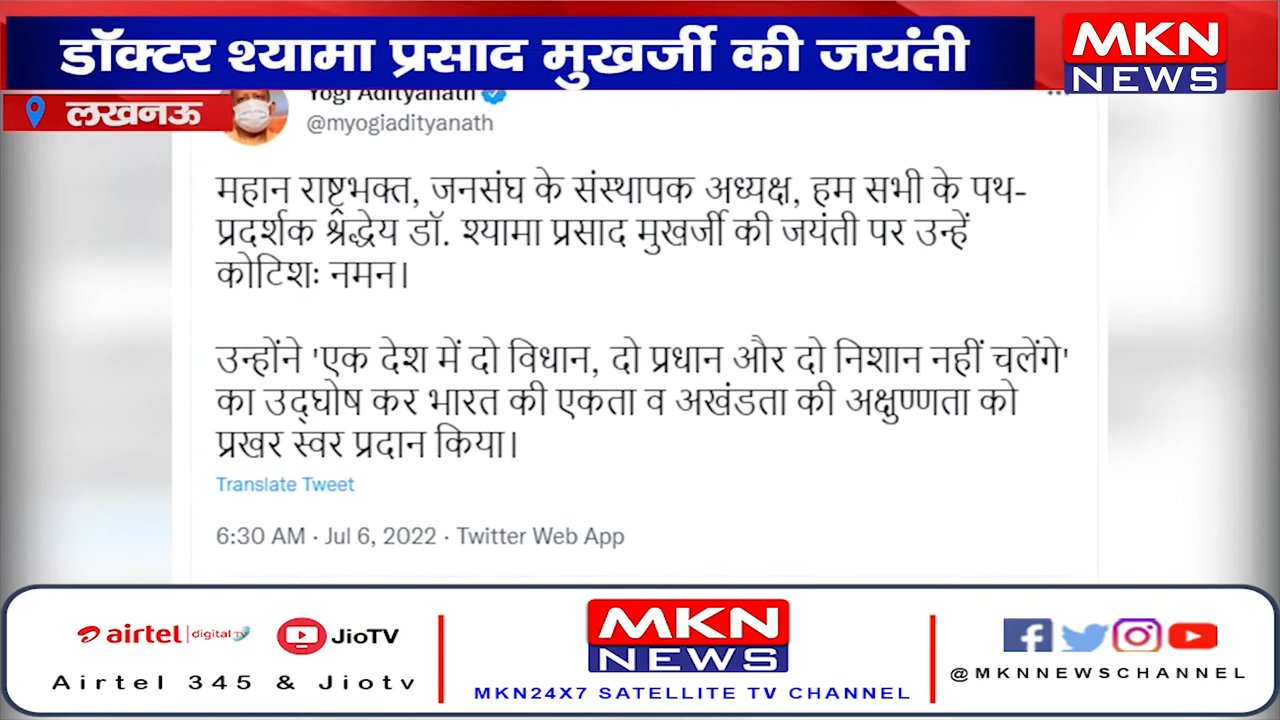 डॉक्टर श्यामा प्रसाद मुखर्जी की जयंती
MKN
NEWS
लखनऊ
Yogi Adityanath
@myogiadityanath
महान राष्ट्रभक्त, जनसंघ के संस्थापक अध्यक्ष, हम सभी के पथ-
प्रदर्शक श्रद्धेय डॉ. श्यामा प्रसाद मुखर्जी की जयंती पर उन्हें
कोटिशः नमन।
उन्होंने 'एक देश में दो विधान, दो प्रधान और दो निशान नहीं चलेंगे'
का उद्घोष कर भारत की एकता व अखंडता की अक्षुण्णता को
प्रखर स्वर प्रदान किया।
Translate Tweet
6:30 AM · Jul 6, 2022 · Twitter Web App
airtel digital TV
JioTV
Airtel 345 & Jiotv
MKN
NEWS
MKN24X7 SATELLITE TV CHANNEL
@MKNNEWSCHANNEL